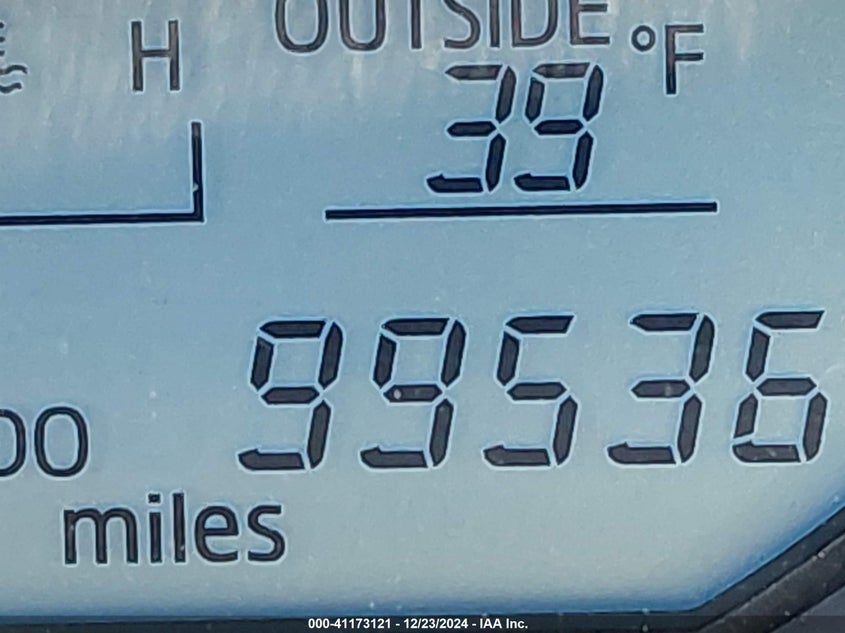 H
OUTSIDE
39 °F
99536
00
miles
000-41173121 - 12/23/2024 - IAA Inc.